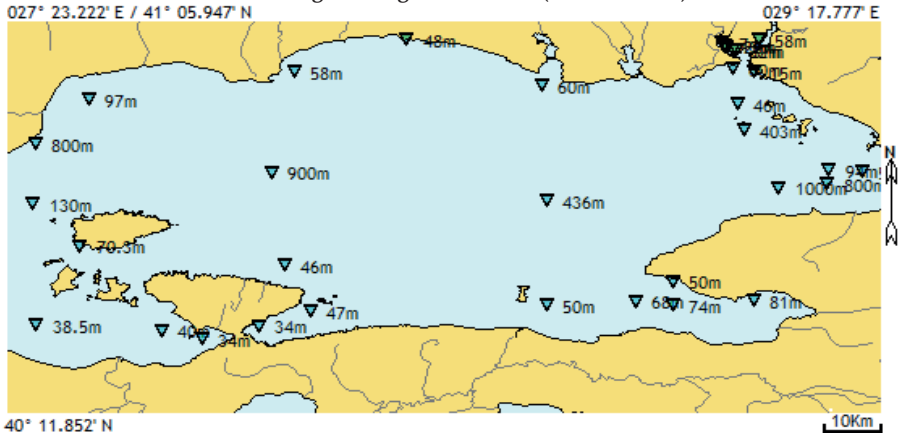 027° 23.222' E / 41° 05.947' N
029° 17.777' E
48m
58m
58m
15m
60m
97m
46m
403m
800m
900m
800m
1000m
436m
130m
70.3m
46m
50m
50m
68m
74m
81m
47m
38.5m
34m
34m
N
40° 11.852' N
10Km